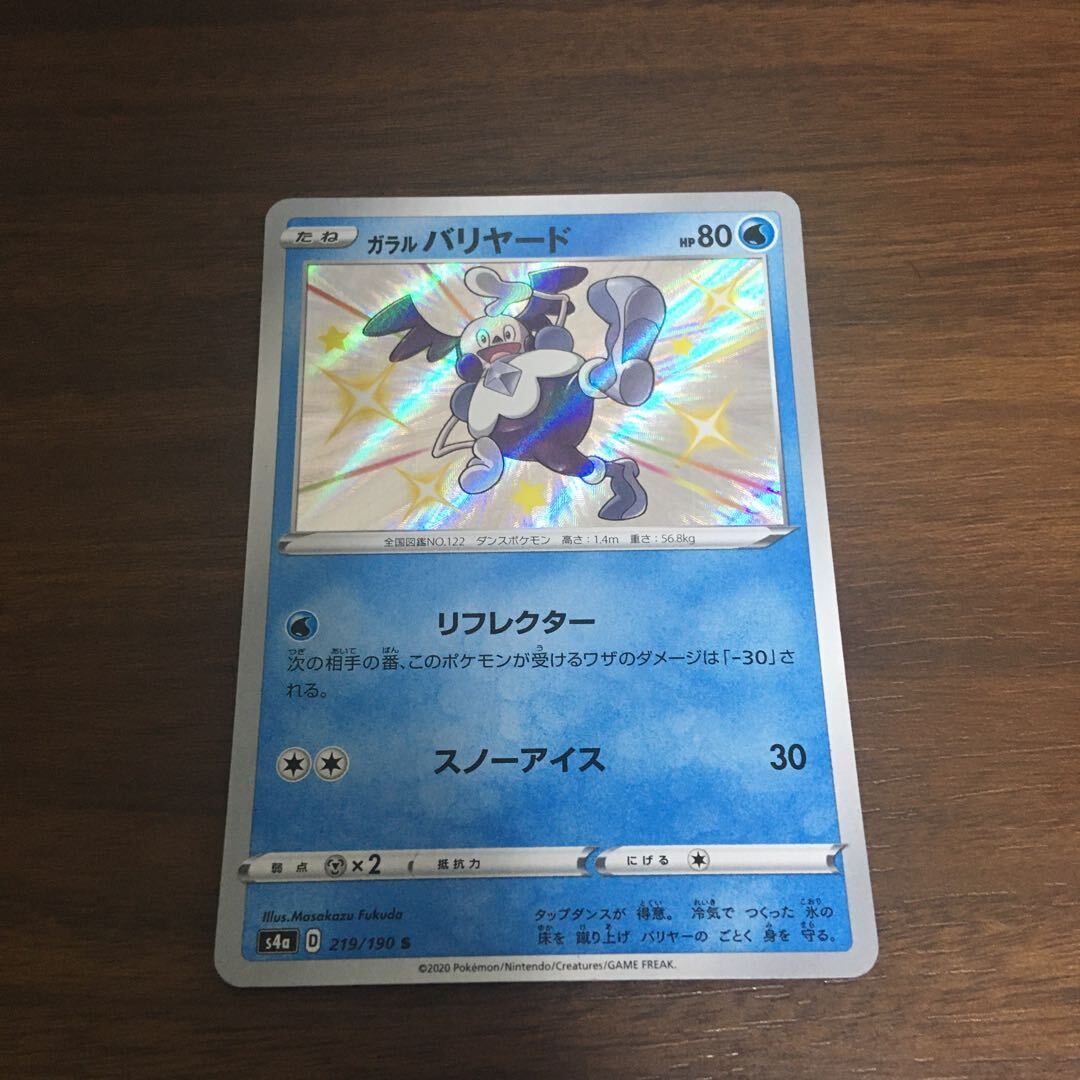 たね ガラル バリヤード HP80
全国図鑑NO.122 ダンスポケモン 高さ:1.4m 重さ:56.8kg
リフレクター
次の相手の番、このポケモンが受けるワザのダメージは「-30」さ
れる。
スノーアイス 30
弱点 ×2 抵抗力 にげる
Illus.Masakazu Fukuda
タップダンスが 得意。 冷気で つくった 氷の
床を 蹴り上げ バリヤーの ごとく 身を 守る。
s4a D 219/190 S
©2020 Pokémon/Nintendo/Creatures/GAME FREAK.